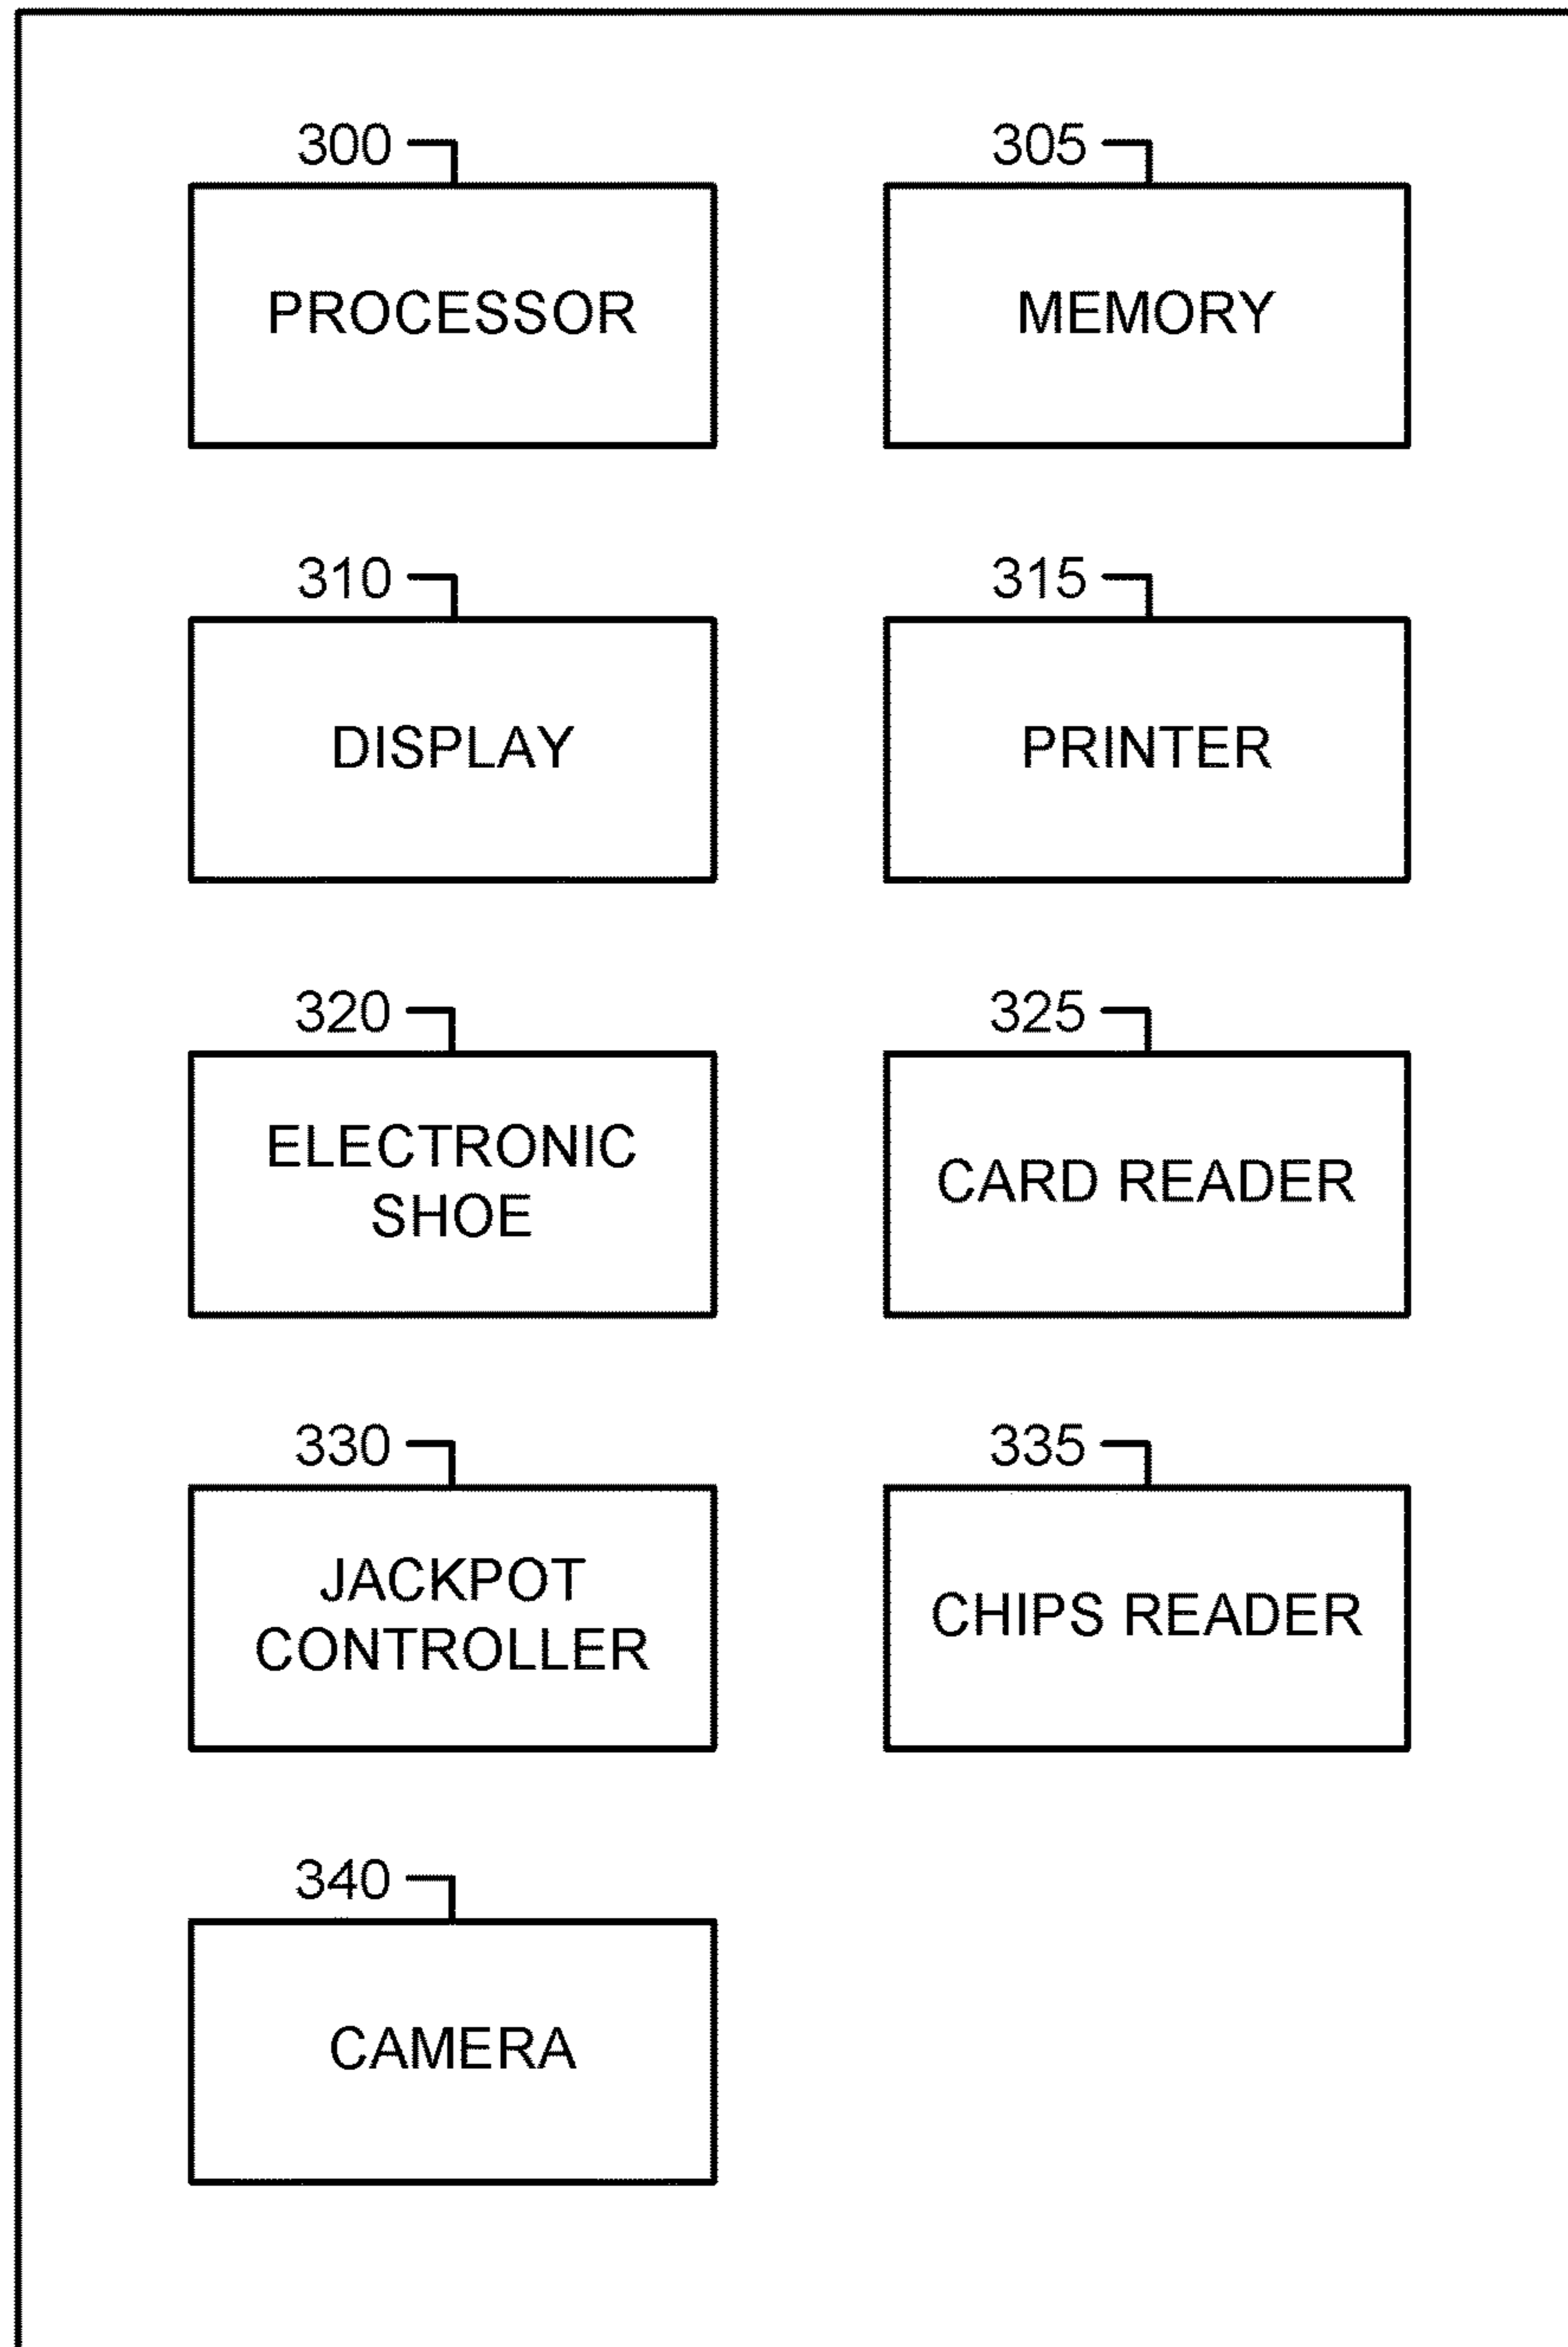 300
305
PROCESSOR
MEMORY
310
315
DISPLAY
PRINTER
320
325
ELECTRONIC
SHOE
CARD READER
330
335
JACKPOT
CONTROLLER
CHIPS READER
340
CAMERA